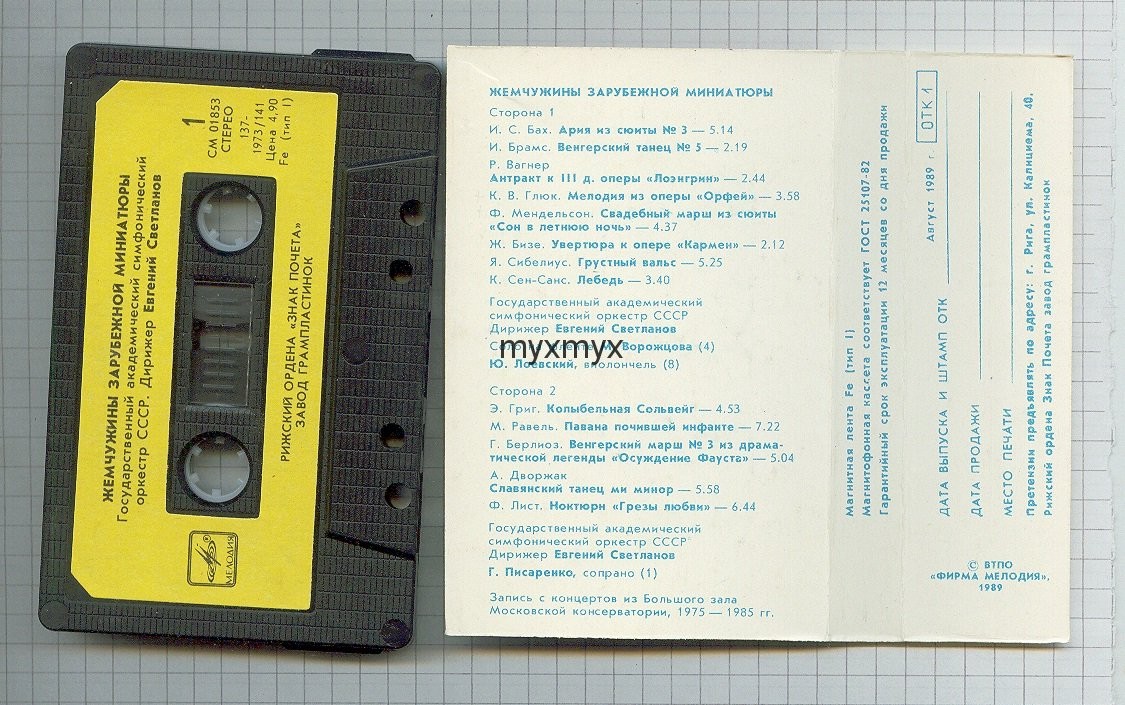 ЖЕМЧУЖИНЫ ЗАРУБЕЖНОЙ МИНИАТЮРЫ
Государственный академический симфонический
оркестр СССР. Дирижер Евгений Светланов
1
СМ 01853
СТЕРЕО
137-
1973/141
Цена 4,90
Fe (тип I)
РИЖСКИЙ ОРДЕНА «ЗНАК ПОЧЕТА»
ЗАВОД ГРАМПЛАСТИНОК
МЕЛОДИЯ
ЖЕМЧУЖИНЫ ЗАРУБЕЖНОЙ МИНИАТЮРЫ
Сторона 1
И. С. Бах. Ария из сюиты № 3 — 5.14
И. Брамс. Венгерский танец № 5 — 2.19
Р. Вагнер
Антракт к III д. оперы «Лоэнгрин» — 2.44
К. В. Глюк. Мелодия из оперы «Орфей» — 3.58
Ф. Мендельсон. Свадебный марш из сюиты
«Сон в летнюю ночь» — 4.37
Ж. Бизе. Увертюра к опере «Кармен» — 2.12
Я. Сибелиус. Грустный вальс — 5.25
К. Сен-Санс. Лебедь — 3.40
Государственный академический
симфонический оркестр СССР
Дирижер Евгений Светланов
Ворожцова (4)
myxmyx
Ю. Лоевский, виолончель (8)
Сторона 2
Э. Григ. Колыбельная Сольвейг — 4.53
М. Равель. Павана почившей инфанте — 7.22
Г. Берлиоз. Венгерский марш № 3 из драма-
тической легенды «Осуждение Фауста» — 5.04
А. Дворжак
Славянский танец ми минор — 5.58
Ф. Лист. Ноктюрн «Грезы любви» — 6.44
Государственный академический
симфонический оркестр СССР
Дирижер Евгений Светланов
Г. Писаренко, сопрано (1)
Запись с концертов из Большого зала
Московской консерватории, 1975 — 1985 гг.
Магнитная лента Fe (тип I)
Магнитофонная кассета соответствует ГОСТ 25107-82
Гарантийный срок эксплуатации 12 месяцев со дня продажи
Август 1989 г.
ОТК 1
ДАТА ВЫПУСКА И ШТАМП ОТК
ДАТА ПРОДАЖИ
МЕСТО ПЕЧАТИ
Претензии предъявлять по адресу: г. Рига, ул. Калнциема, 40,
Рижский ордена Знак Почета завод грампластинок
© ВТПО
«ФИРМА МЕЛОДИЯ»,
1989